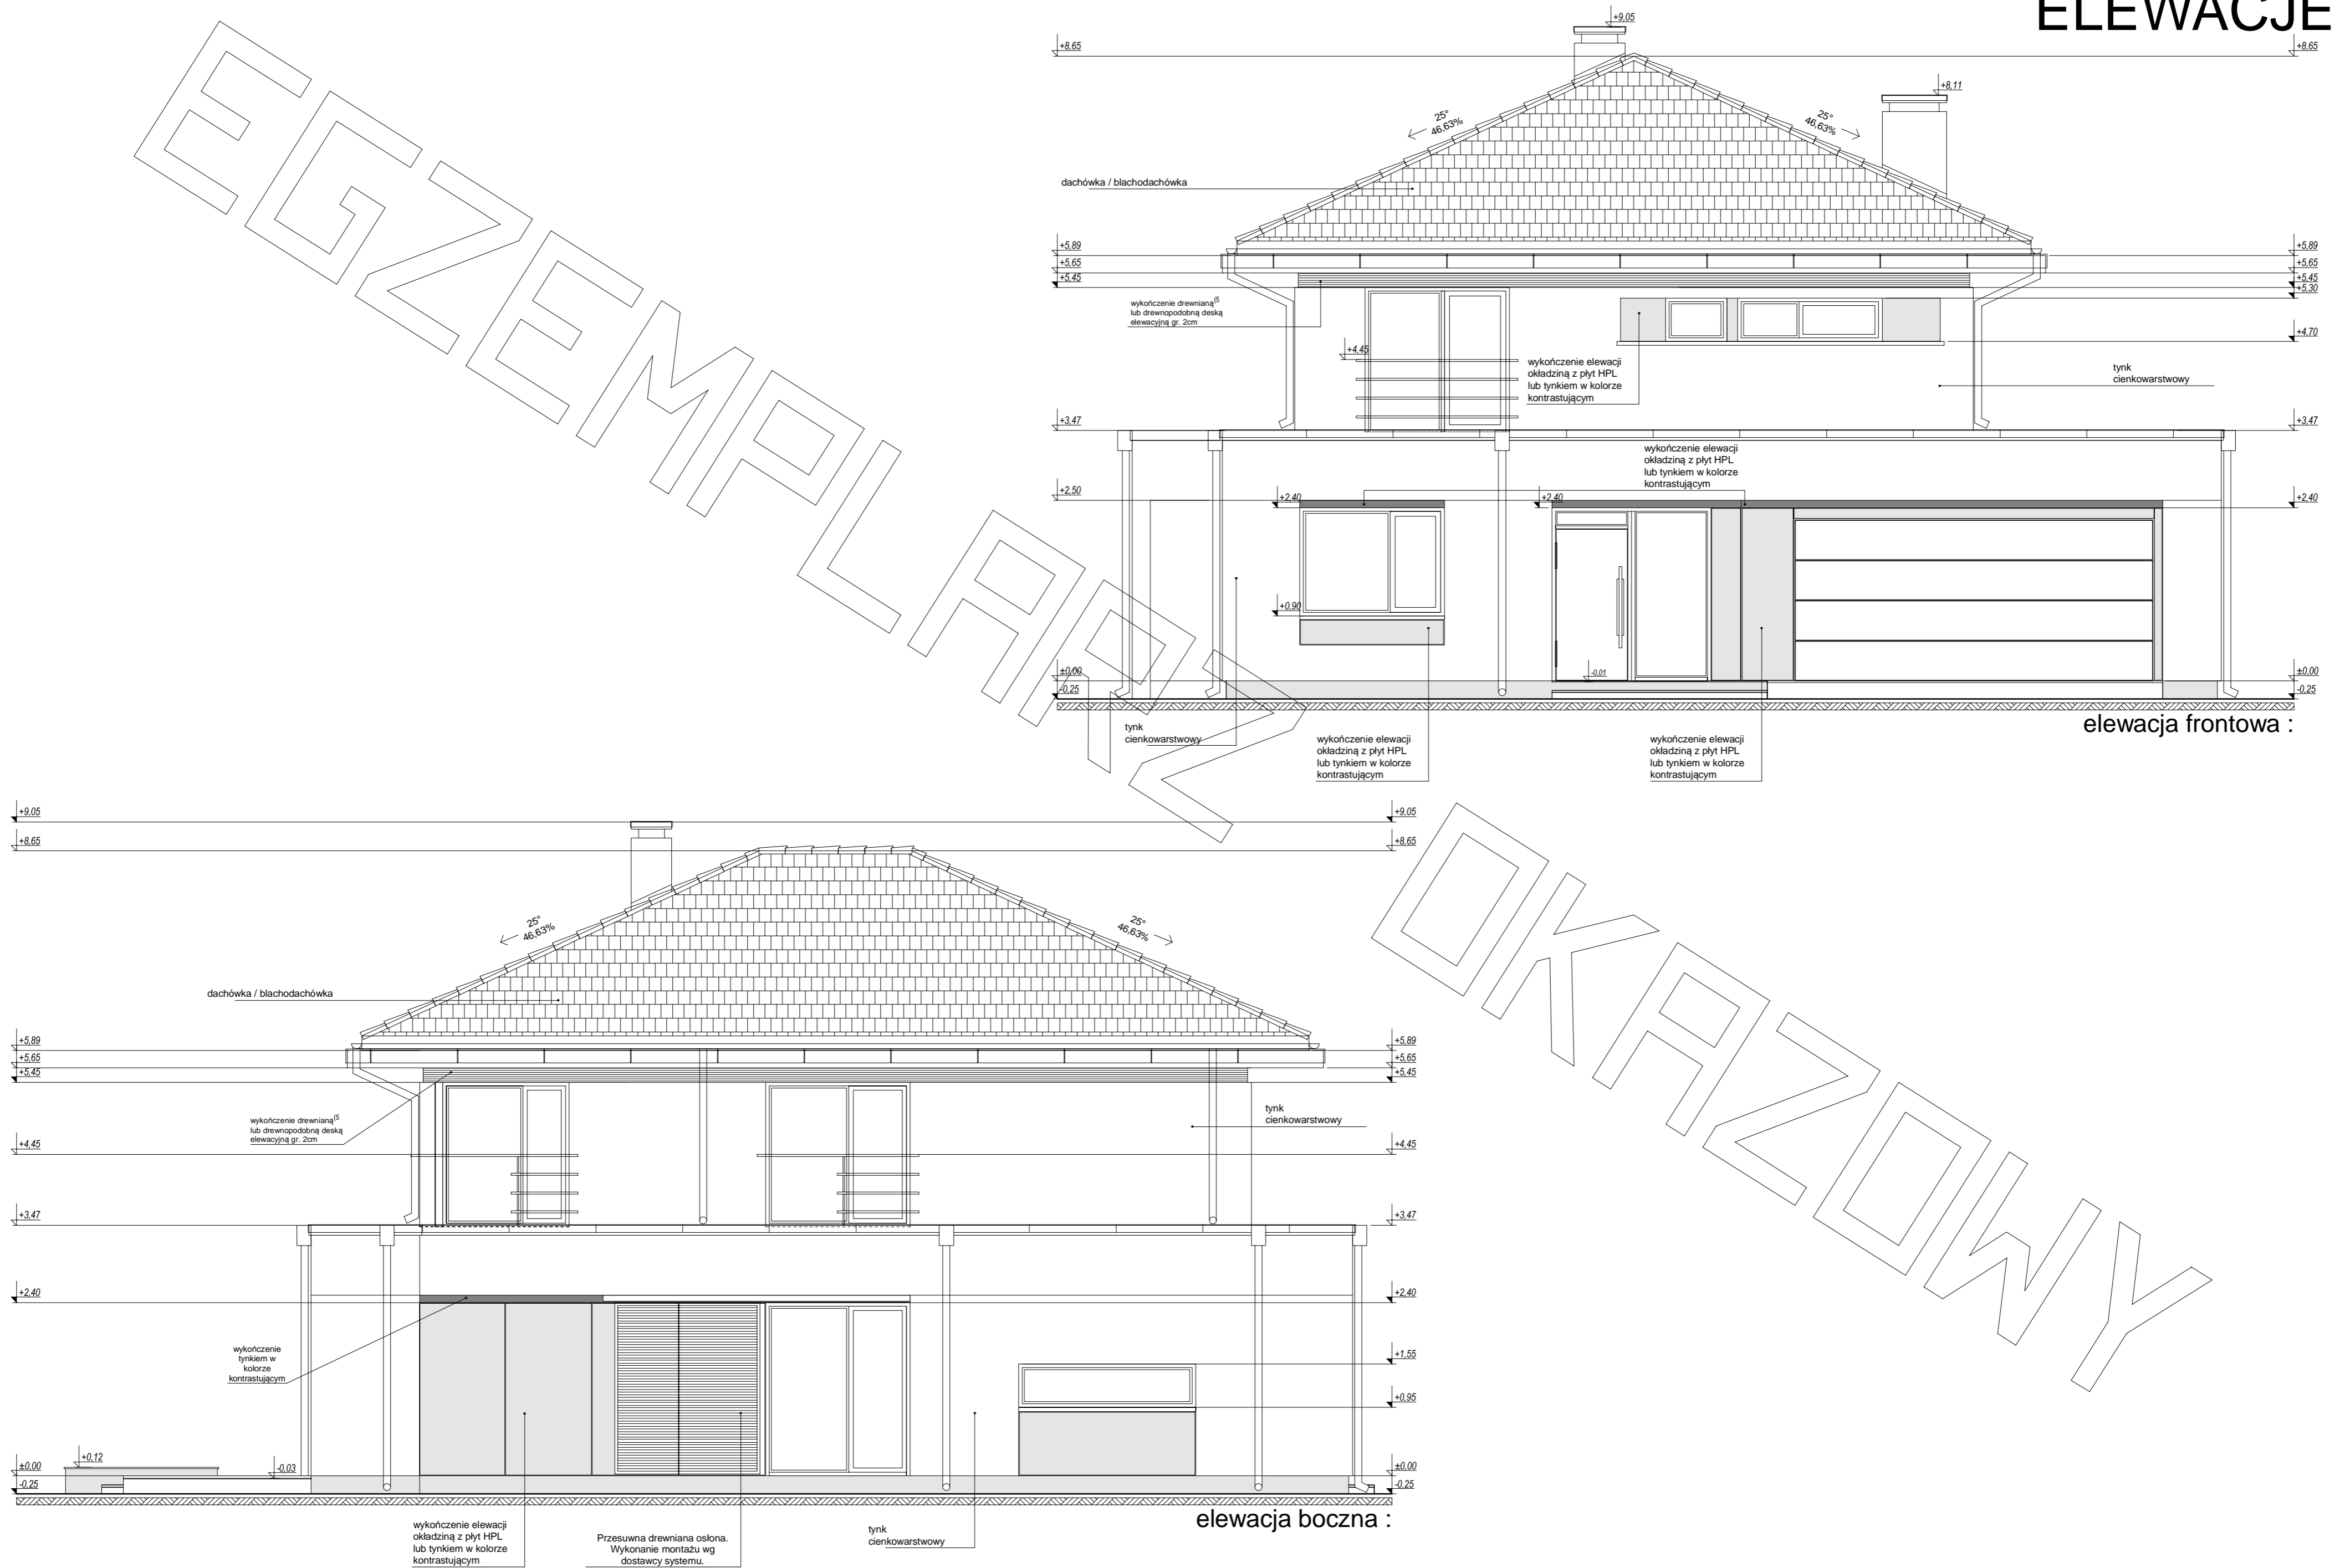 ELEWACJE
EGZEMPLARZ OKAZOWY
+9,05
+8,65
+8,65
+8,11
25°
46,63%
25°
46,63%
dachówka / blachodachówka
+5,89
+5,65
+5,45
+5,89
+5,65
+5,45
+5,30
wykończenie drewnianą(5
lub drewnopodobną deską
elewacyjną gr. 2cm
+4,70
+4,45
wykończenie elewacji
okładziną z płyt HPL
lub tynkiem w kolorze
kontrastującym
tynk
cienkowarstwowy
+3,47
+3,47
wykończenie elewacji
okładziną z płyt HPL
lub tynkiem w kolorze
kontrastującym
+2,50
+2,40
+2,40
+2,40
+0,90
±0,00
-0,25
-0,01
±0,00
-0,25
elewacja frontowa :
tynk
cienkowarstwowy
wykończenie elewacji
okładziną z płyt HPL
lub tynkiem w kolorze
kontrastującym
wykończenie elewacji
okładziną z płyt HPL
lub tynkiem w kolorze
kontrastującym
+9,05
+8,65
+9,05
+8,65
25°
46,63%
25°
46,63%
dachówka / blachodachówka
+5,89
+5,65
+5,45
+5,89
+5,65
+5,45
wykończenie drewnianą(5
lub drewnopodobną deską
elewacyjną gr. 2cm
tynk
cienkowarstwowy
+4,45
+4,45
+3,47
+3,47
+2,40
+2,40
wykończenie
tynkiem w
kolorze
kontrastującym
+1,55
+0,95
+0,12
-0,03
±0,00
-0,25
±0,00
-0,25
elewacja boczna :
wykończenie elewacji
okładziną z płyt HPL
lub tynkiem w kolorze
kontrastującym
Przesuwna drewniana osłona.
Wykonanie montażu wg
dostawcy systemu.
tynk
cienkowarstwowy